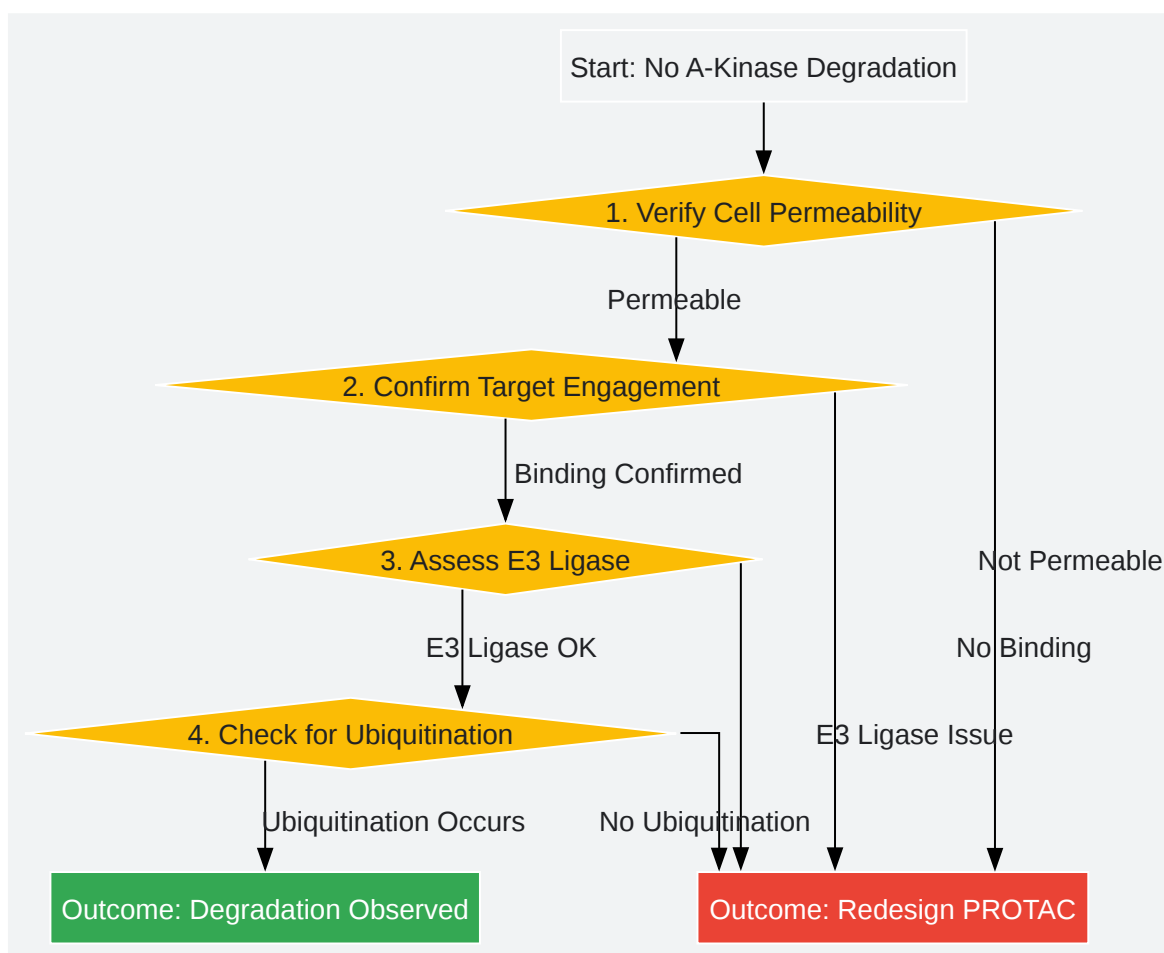 Start: No A-Kinase Degradation
1. Verify Cell Permeability
Permeable
2. Confirm Target Engagement
Binding Confirmed
3. Assess E3 Ligase
Not Permeable
E3 Ligase OK
No Binding
4. Check for Ubiquitination
E3 Ligase Issue
Ubiquitination Occurs
No Ubiquitination
Outcome: Degradation Observed
Outcome: Redesign PROTAC